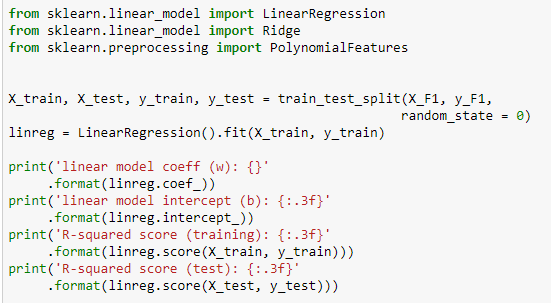 from sklearn.linear_model import LinearRegression
from sklearn.linear_model import Ridge
from sklearn.preprocessing import PolynomialFeatures
X_train, X_test, y_train, y_test = train_test_split(X_F1, y_F1,
random_state = 0)
linreg = LinearRegression().fit(X_train, y_train)
print('linear model coeff (w): {}'
.format(linreg.coef_))
print('linear model intercept (b): {:.3f}'
.format(linreg.intercept_))
print('R-squared score (training): {:.3f}'
.format(linreg.score(X_train, y_train)))
print('R-squared score (test): {:.3f}'
.format(linreg.score(X_test, y_test)))